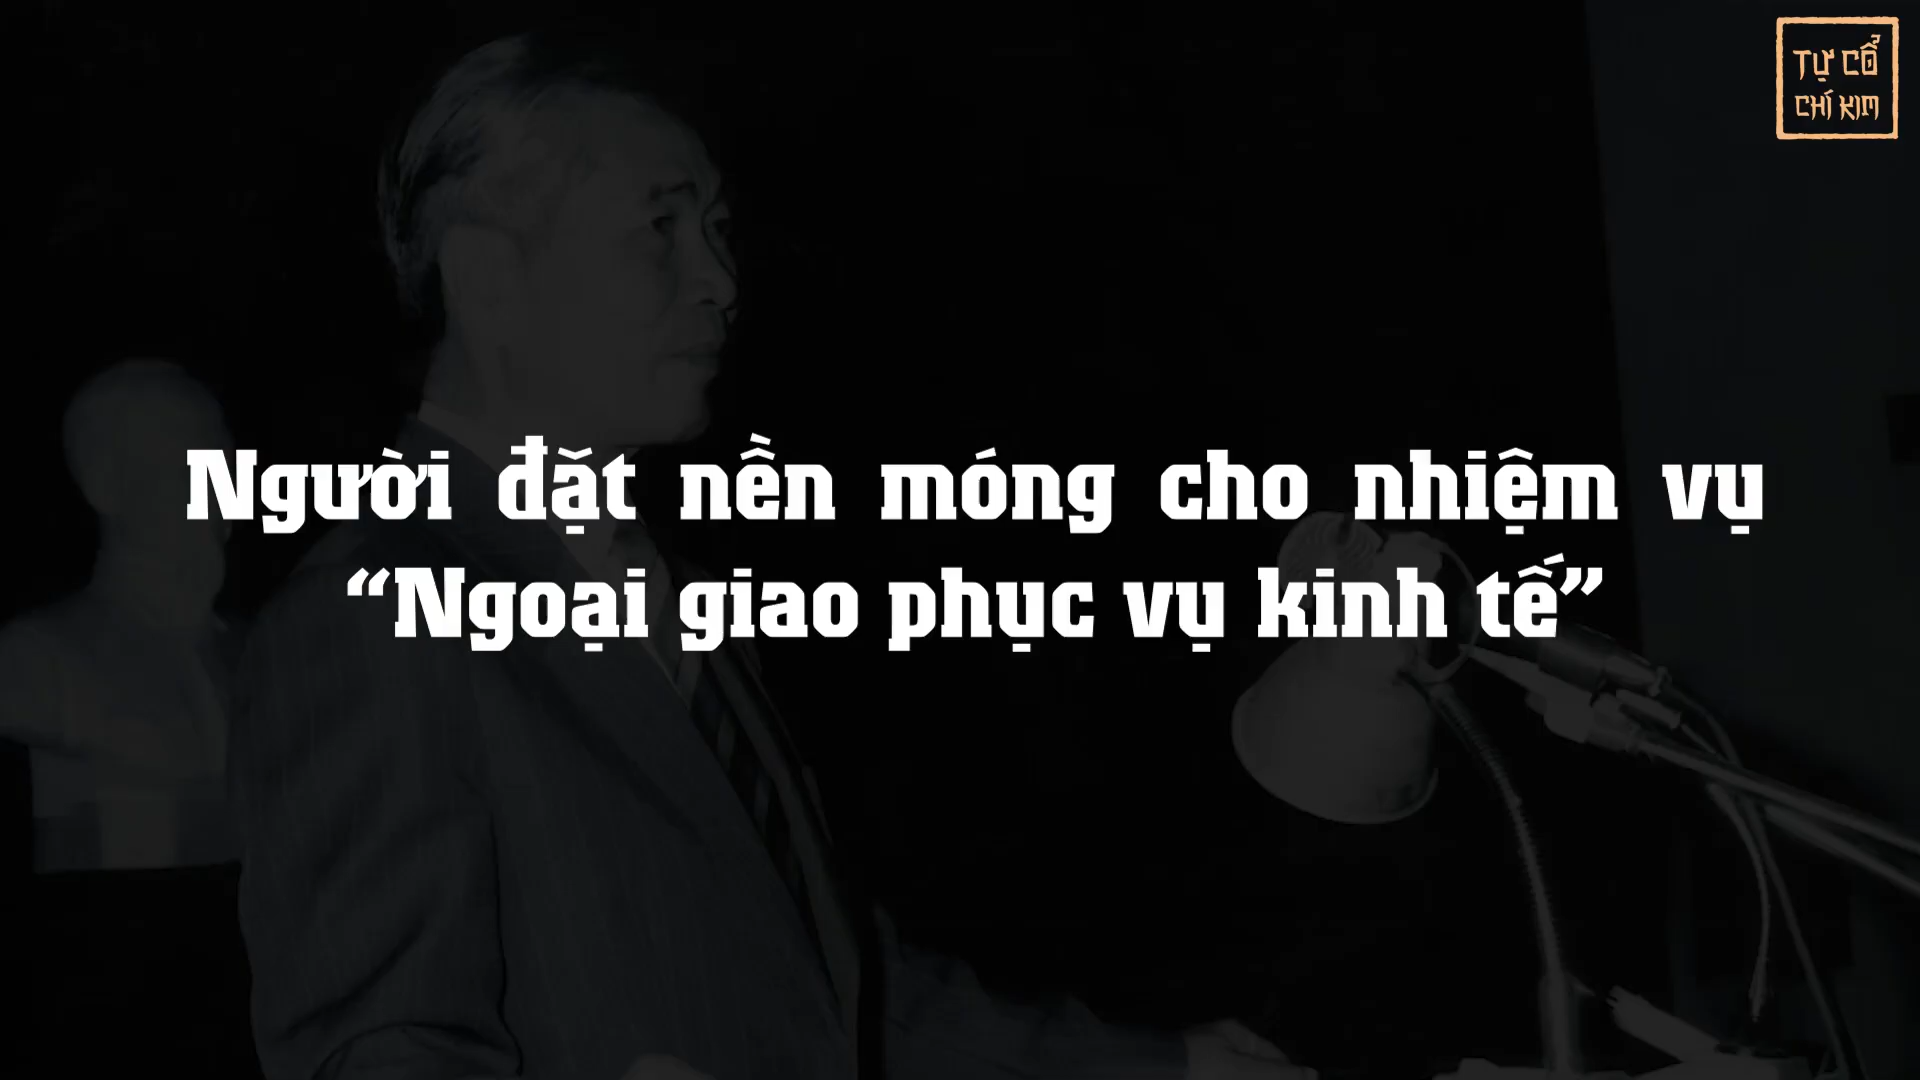 TỰ CỔ
CHÍ KIM
Người đặt nền móng cho nhiệm vụ
“Ngoại giao phục vụ kinh tế”